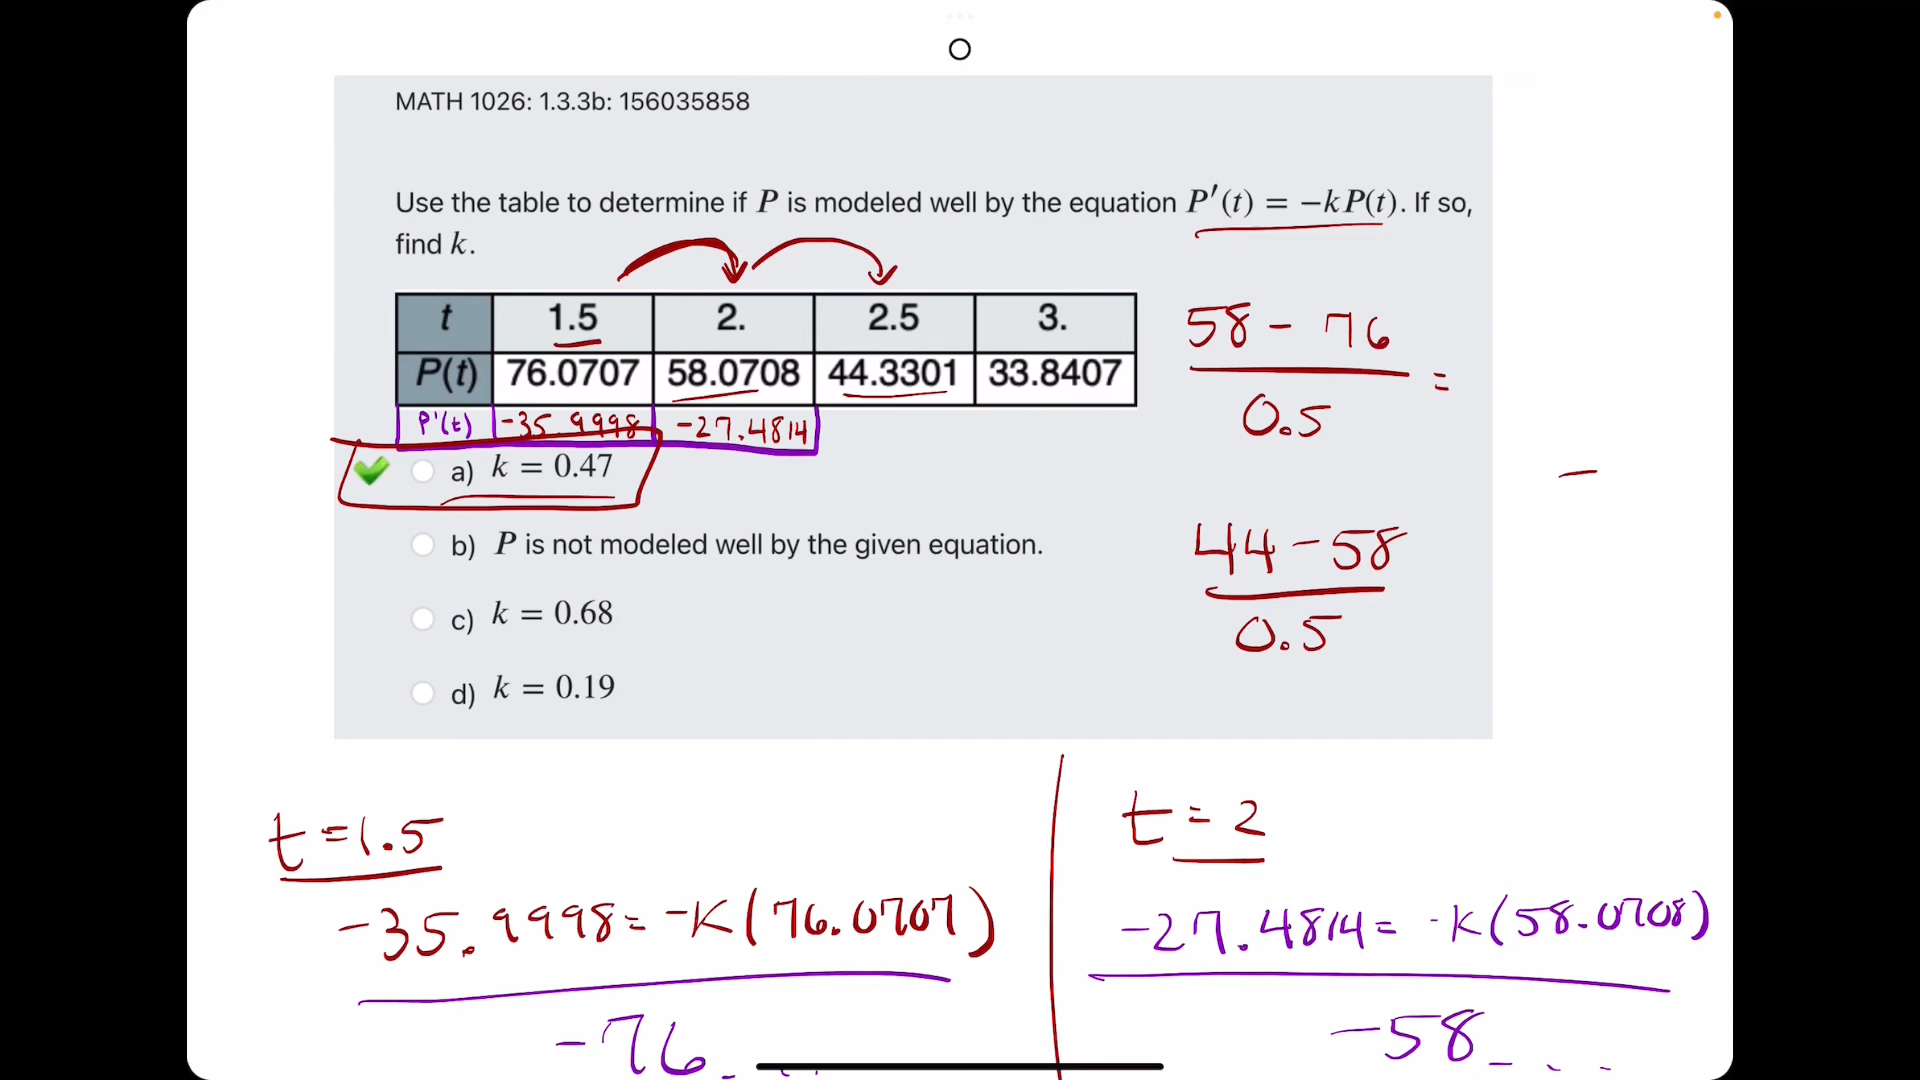 MATH 1026: 1.3.3b: 156035858
Use the table to determine if P is modeled well by the equation P′(t) = −kP(t). If so,
find k.
t 1.5 2. 2.5 3.
P(t) 76.0707 58.0708 44.3301 33.8407
P'(t) -35.9998 -27.4814
58 - 76
0.5
=
a) k = 0.47
b) P is not modeled well by the given equation.
c) k = 0.68
d) k = 0.19
-
44 - 58
0.5
t = 1.5
-35.9998 = -K(76.0707)
-76...
t = 2
-27.4814 = -K(58.0708)
-58...